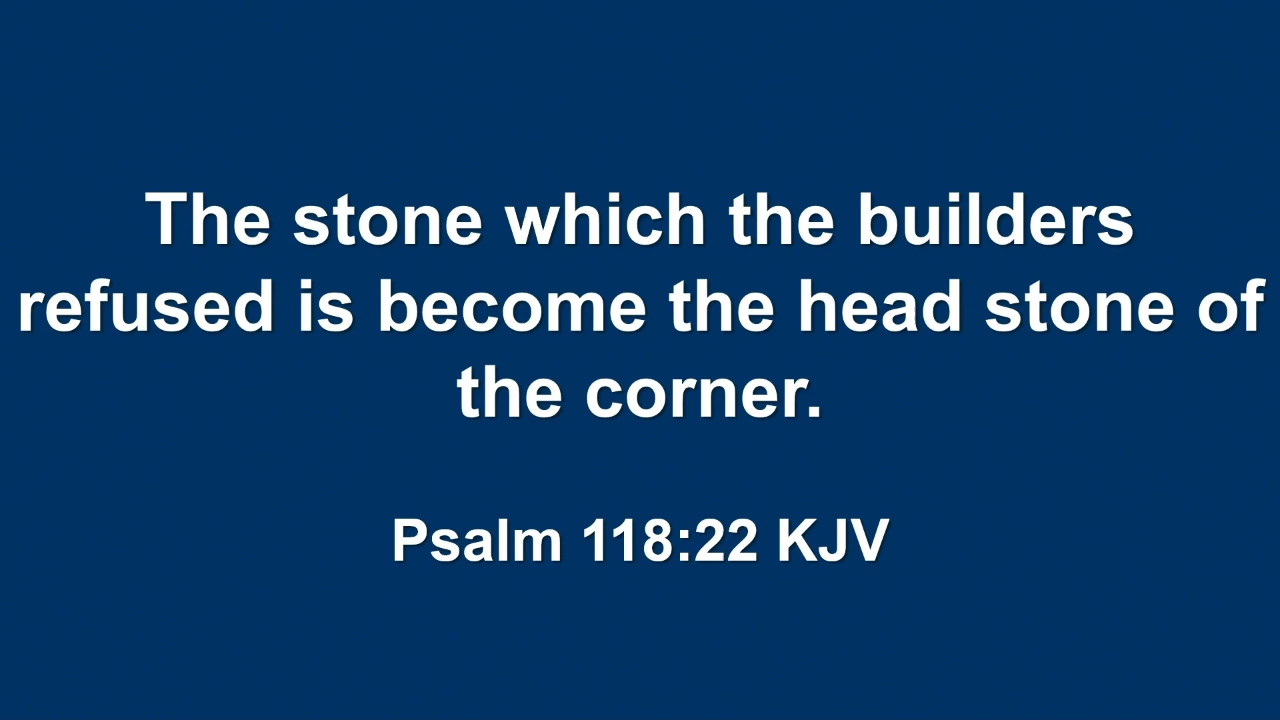 The stone which the builders
refused is become the head stone of
the corner.
Psalm 118:22 KJV